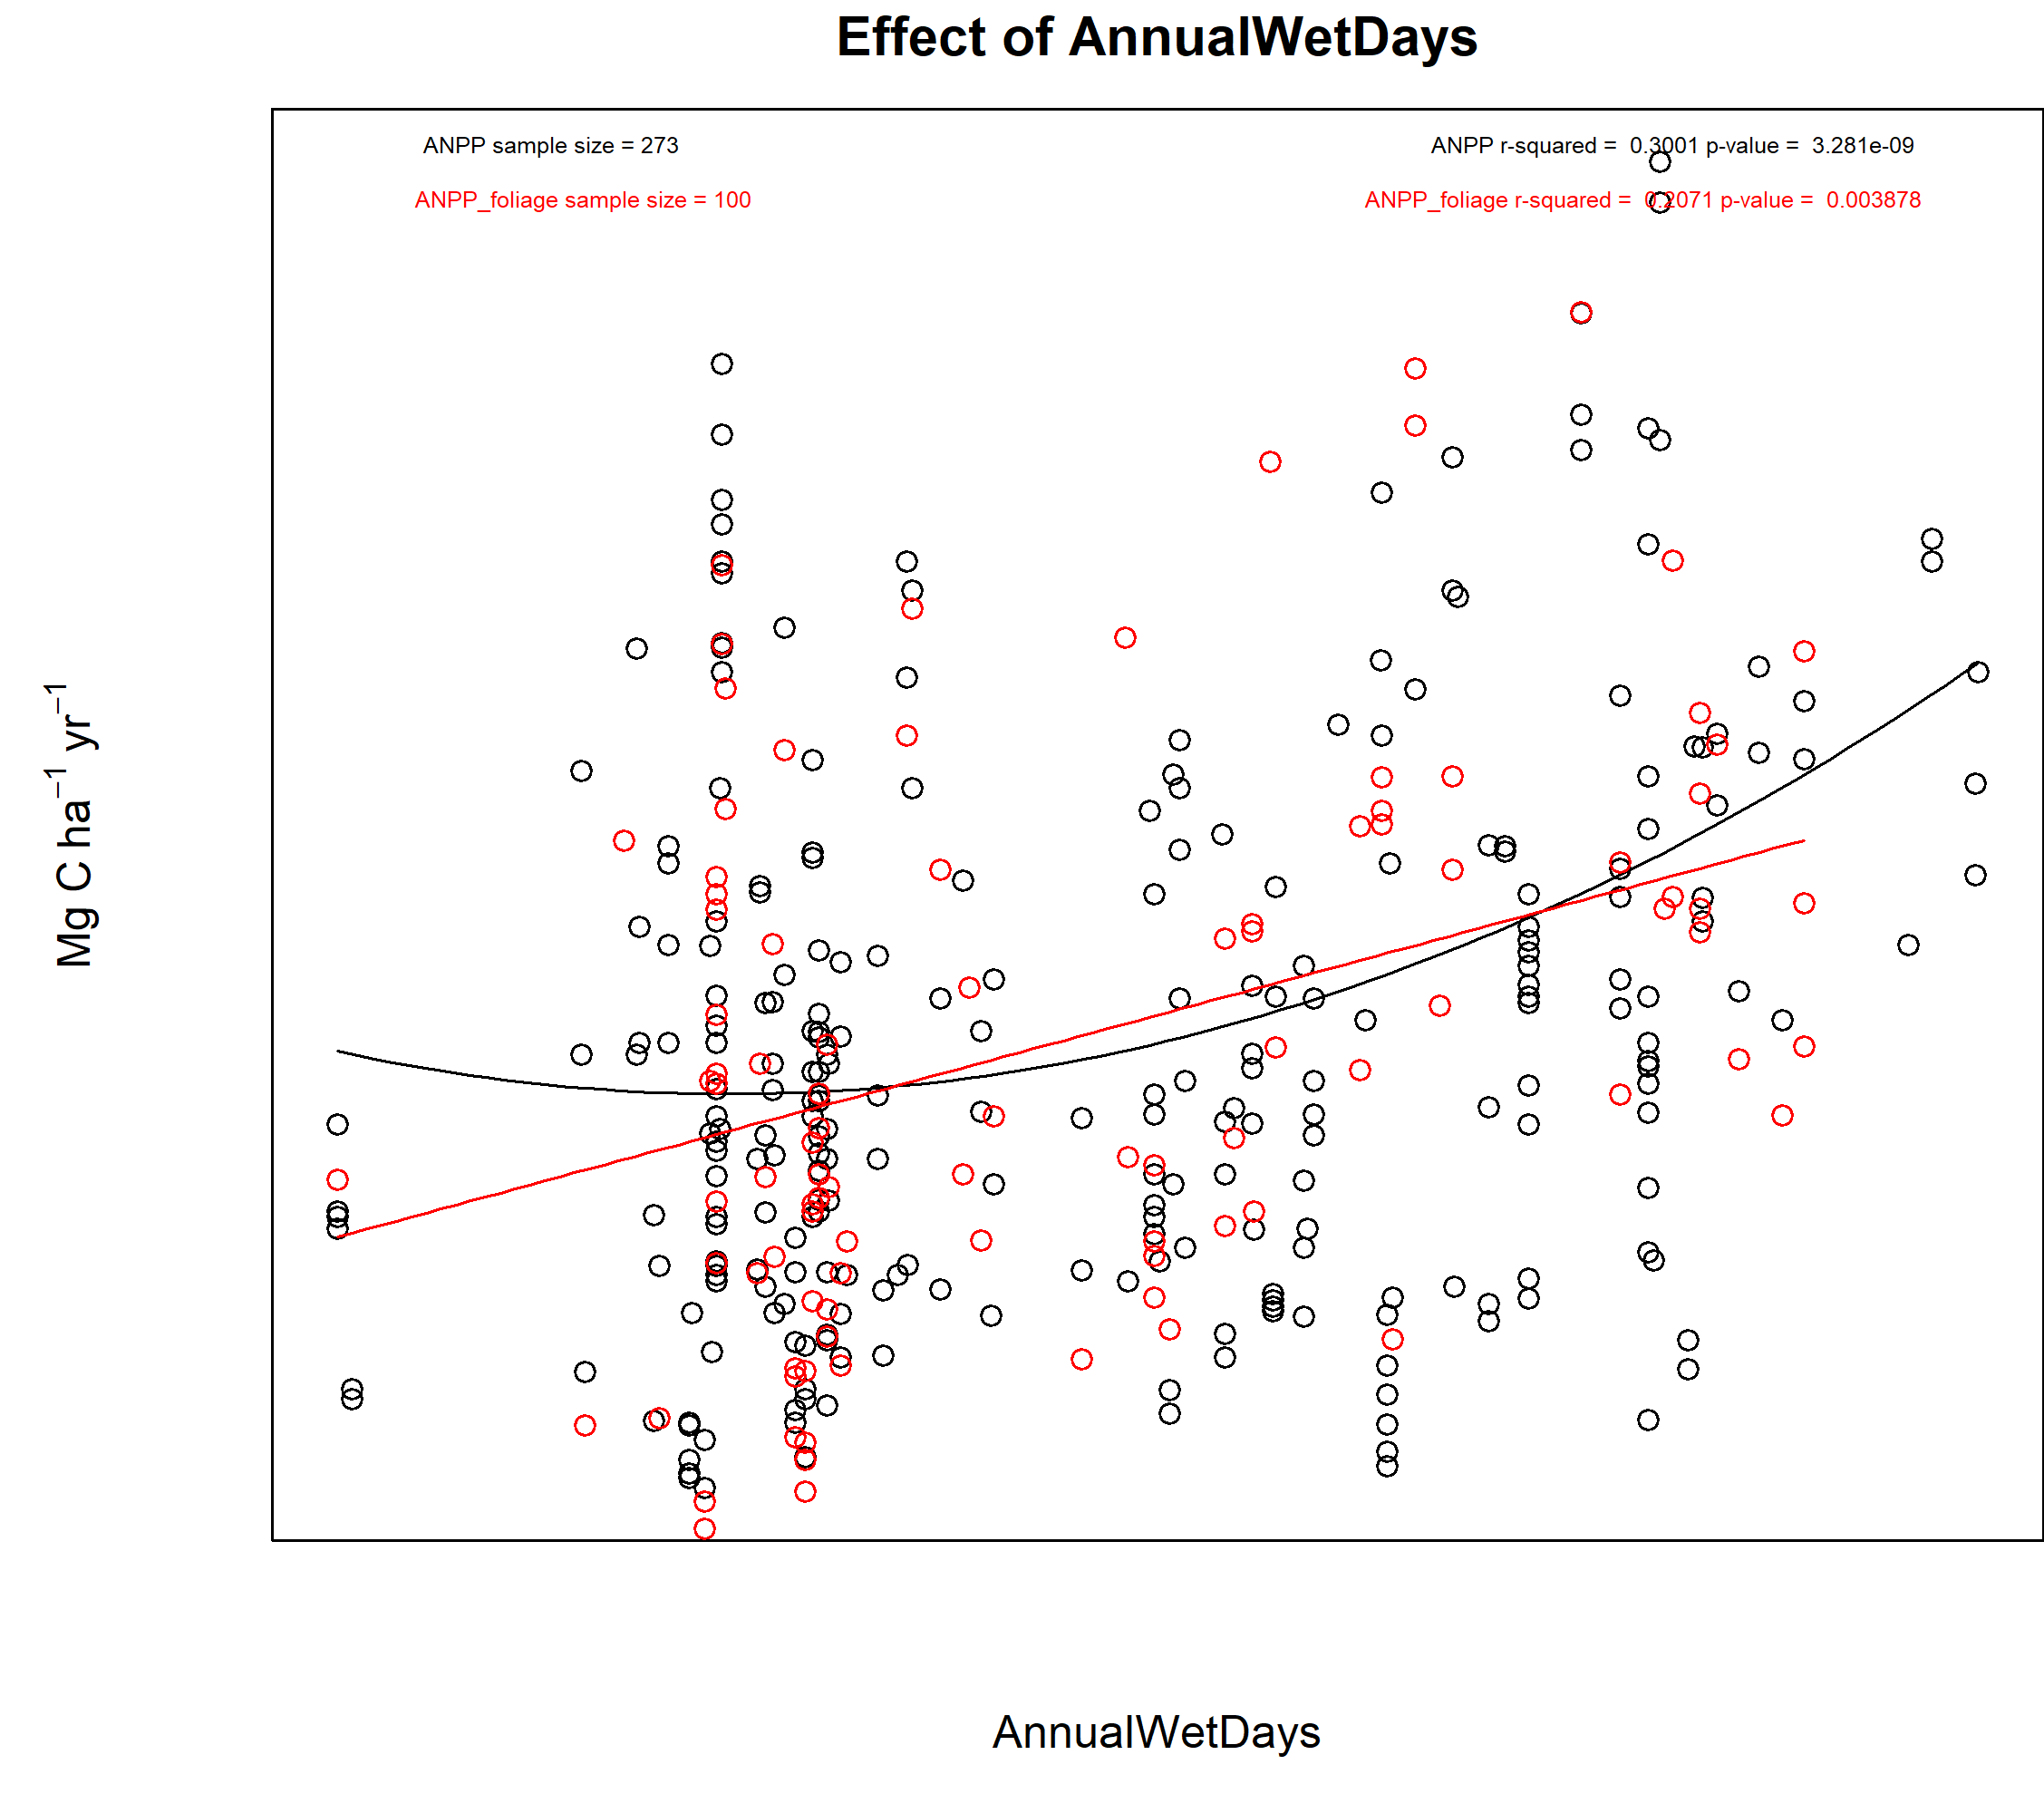 Effect of AnnualWetDays
ANPP sample size = 273
ANPP r-squared = 0.3001 p-value = 3.281e-09
ANPP_foliage sample size = 100
ANPP_foliage r-squared = 0.2071 p-value = 0.003878
Mg C ha⁻¹ yr⁻¹
AnnualWetDays